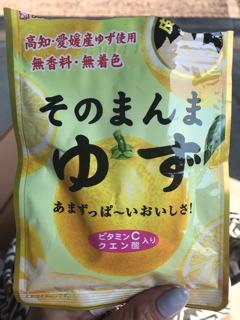 高知・愛媛産ゆず使用
無香料・無着色
そのまんま
ゆず
あまずっぱ〜いおいしさ!
ビタミンC
クエン酸
入り